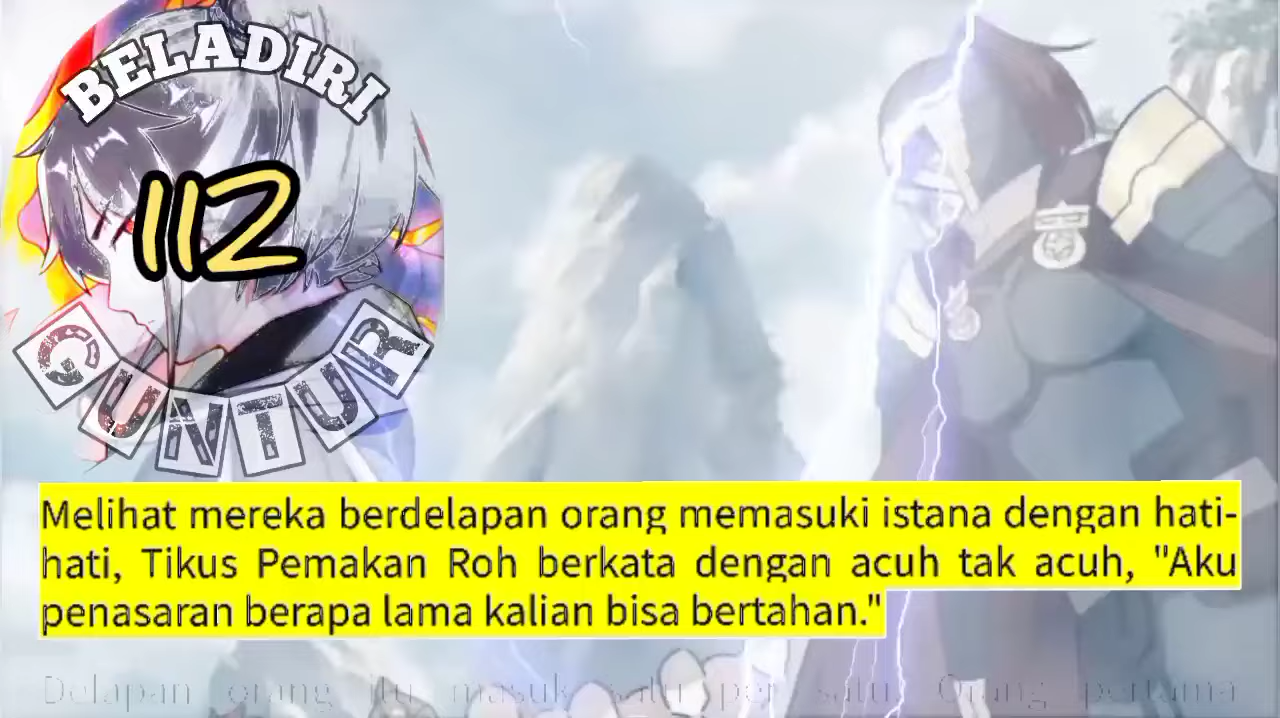 BELADIRI
112
GUNTUR
Melihat mereka berdelapan orang memasuki istana dengan hati-
hati, Tikus Pemakan Roh berkata dengan acuh tak acuh, "Aku
penasaran berapa lama kalian bisa bertahan."
Delapan orang itu masuk satu per satu. Orang pertama